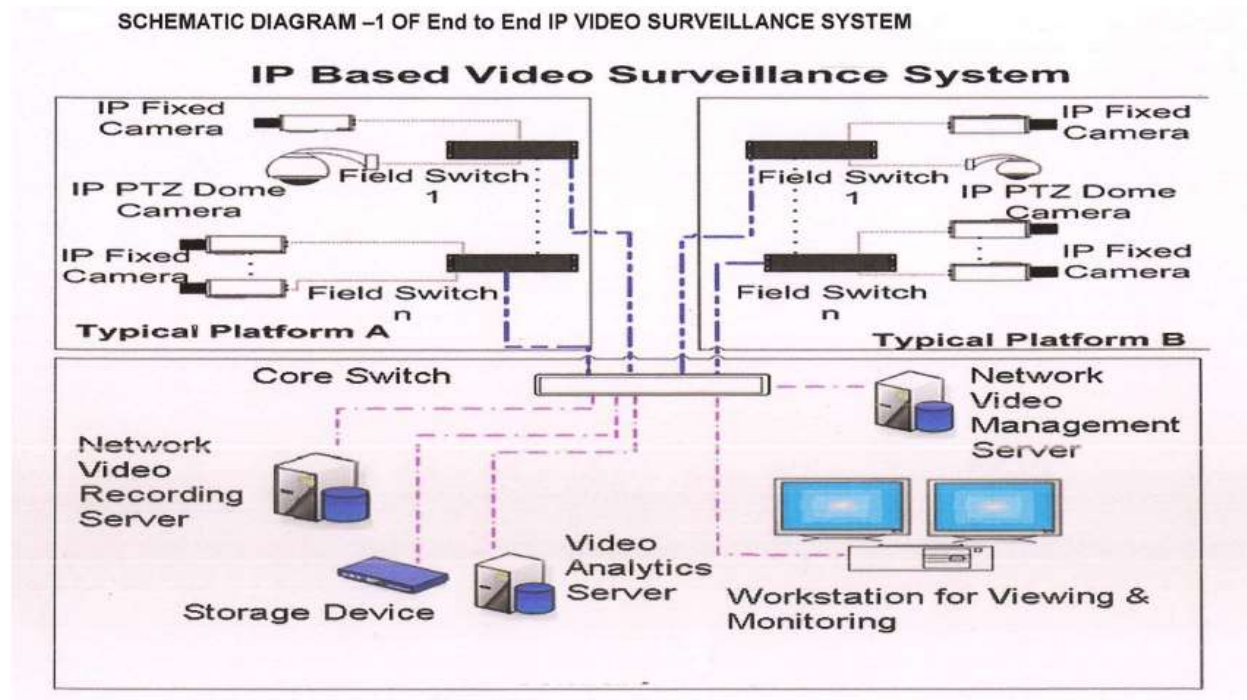 SCHEMATIC DIAGRAM –1 OF End to End IP VIDEO SURVEILLANCE SYSTEM
IP Based Video Surveillance System
IP Fixed
Camera
IP PTZ Dome
Camera
Field Switch
1
IP Fixed
Camera
Field Switch
n
Typical Platform A
IP Fixed
Camera
Field Switch
1
IP PTZ Dome
Camera
IP Fixed
Camera
Field Switch
n
Typical Platform B
Core Switch
Network
Video
Management
Server
Network
Video
Recording
Server
Storage Device
Video
Analytics
Server
Workstation for Viewing &
Monitoring